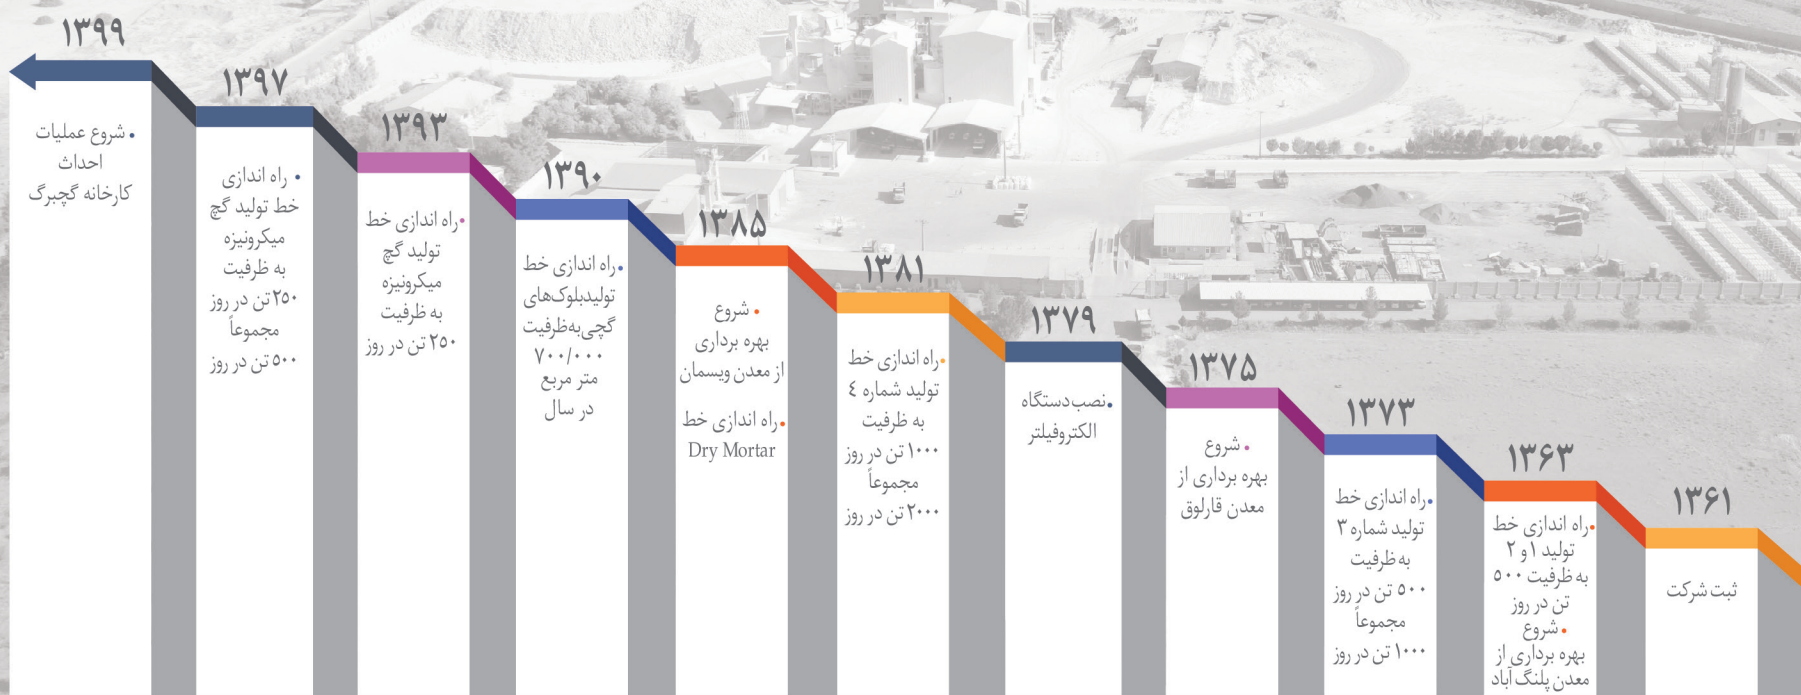 ۱۳۶۱
ثبت شرکت
۱۳۶۳
•راه اندازی خط
تولید ۱ و ۲
به ظرفیت ۵۰۰
تن در روز
• شروع
بهره برداری از
معدن پلنگ آباد
۱۳۷۳
•راه اندازی خط
تولید شماره ۳
به ظرفیت
۵۰۰ تن در روز
مجموعاً
۱۰۰۰ تن در روز
۱۳۷۵
• شروع
بهره برداری از
معدن قارلوق
۱۳۷۹
•نصب دستگاه
الکتروفیلتر
۱۳۸۱
•راه اندازی خط
تولید شماره ٤
به ظرفیت
۱۰۰۰ تن در روز
مجموعاً
۲۰۰۰ تن در روز
۱۳۸۵
• شروع
بهره برداری
از معدن ویسمان
•راه اندازی خط
Dry Mortar
۱۳۹۰
•راه اندازی خط
تولیدبلوک‌های
گچی‌به‌ظرفیت
۷۰۰/۰۰۰
متر مربع
در سال
۱۳۹۳
•راه اندازی خط
تولید گچ
میکرونیزه
به ظرفیت
۲۵۰ تن در روز
۱۳۹۷
• راه اندازی
خط تولید گچ
میکرونیزه
به ظرفیت
۲۵۰ تن در روز
مجموعاً
۵۰۰ تن در روز
۱۳۹۹
• شروع عملیات
احداث
کارخانه گچبرگ